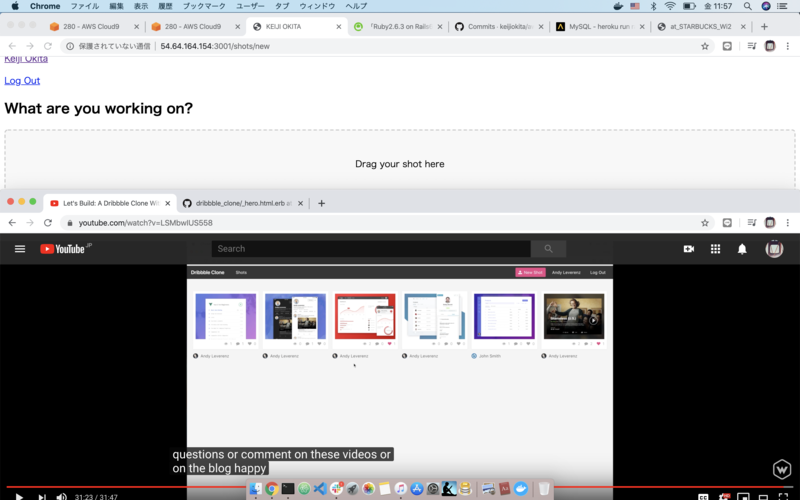 Chrome ファイル 編集 表示 履歴 ブックマーク ユーザー タブ ウィンドウ ヘルプ 金 11:57
280 - AWS Cloud9
280 - AWS Cloud9
KEIJI OKITA
「Ruby2.6.3 on Rails
Commits · keijiokita/
MySQL - heroku run
at_STARBUCKS_Wi2
保護されていない通信 54.64.164.154:3001/shots/new
Keiji Okita
Log Out
What are you working on?
Drag your shot here
Let's Build: A Dribbble Clone Wi
dribbble_clone/_hero.html.erb a
youtube.com/watch?v=LSMbwIUS558
YouTube JP
Search
Dribbble Clone Shots New Shot Andy Leverenz Log Out
Andy Leverenz Andy Leverenz Andy Leverenz Andy Leverenz John Smith Andy Leverenz
questions or comment on these videos or
on the blog happy
31:23 / 31:47